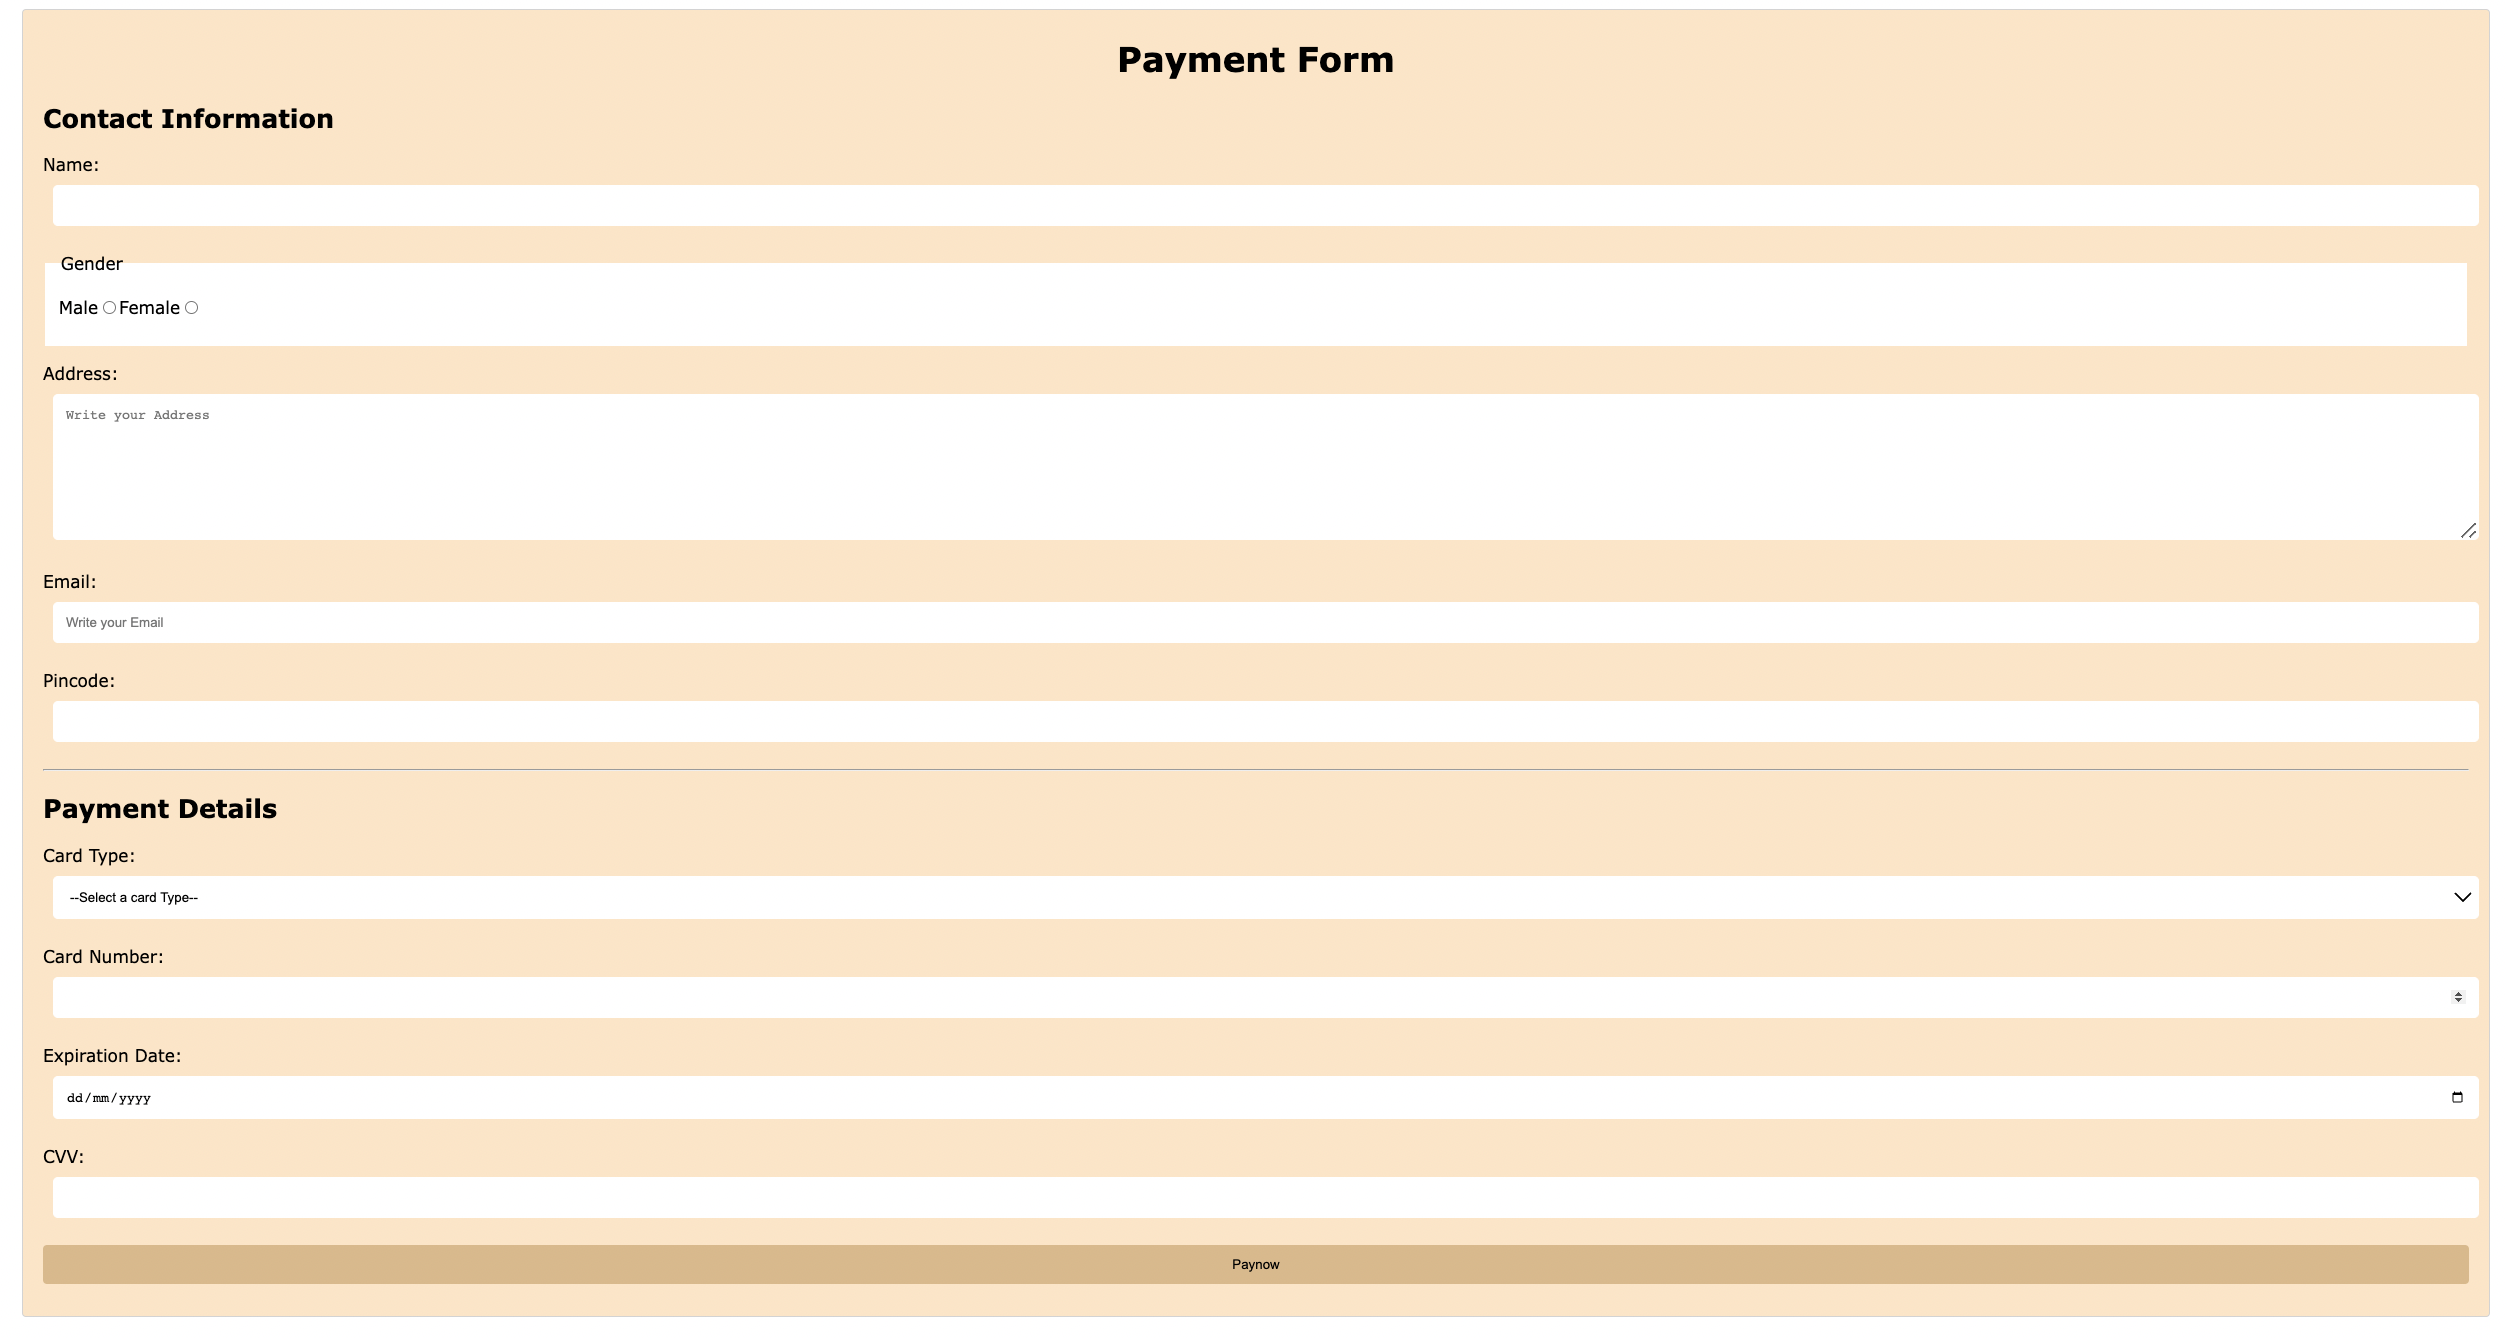 Payment Form
Contact Information
Name:
Gender
Male Female
Address:
Write your Address
Email:
Write your Email
Pincode:
Payment Details
Card Type:
--Select a card Type--
Card Number:
Expiration Date:
dd/mm/yyyy
CVV:
Paynow